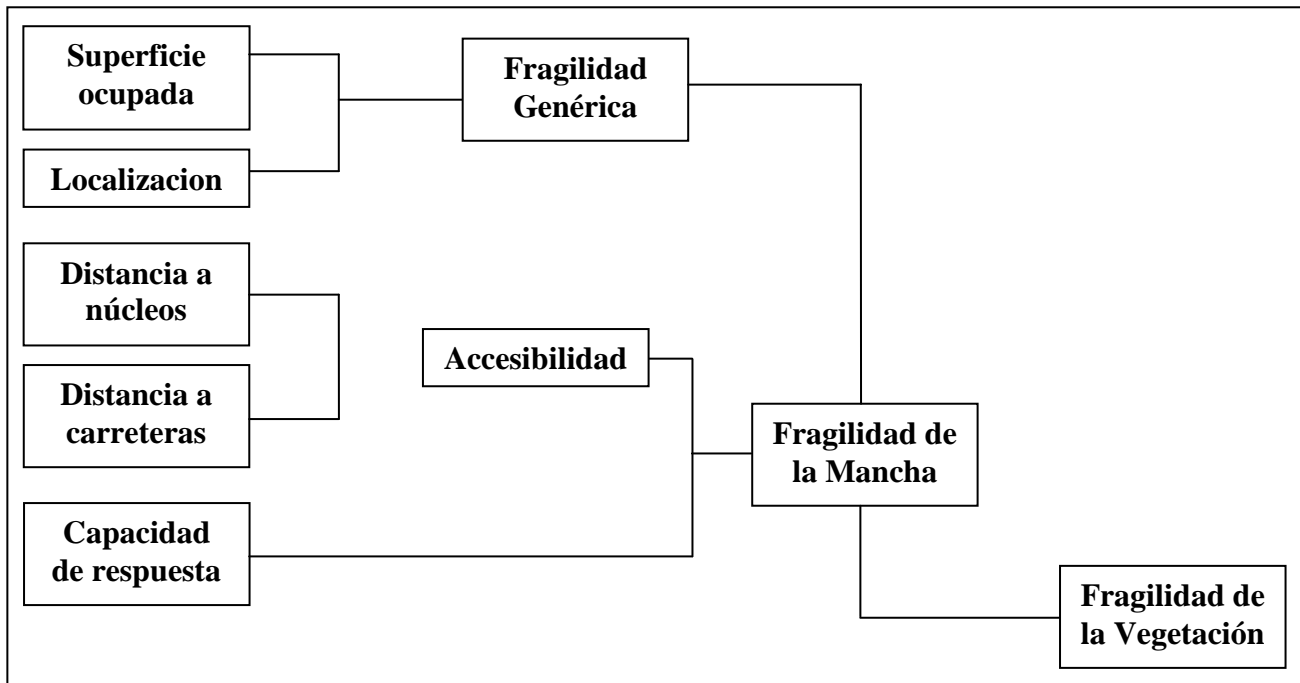 Superficie
ocupada
Fragilidad
Genérica
Localizacion
Distancia a
núcleos
Accesibilidad
Distancia a
carreteras
Fragilidad de
la Mancha
Capacidad
de respuesta
Fragilidad de
la Vegetación